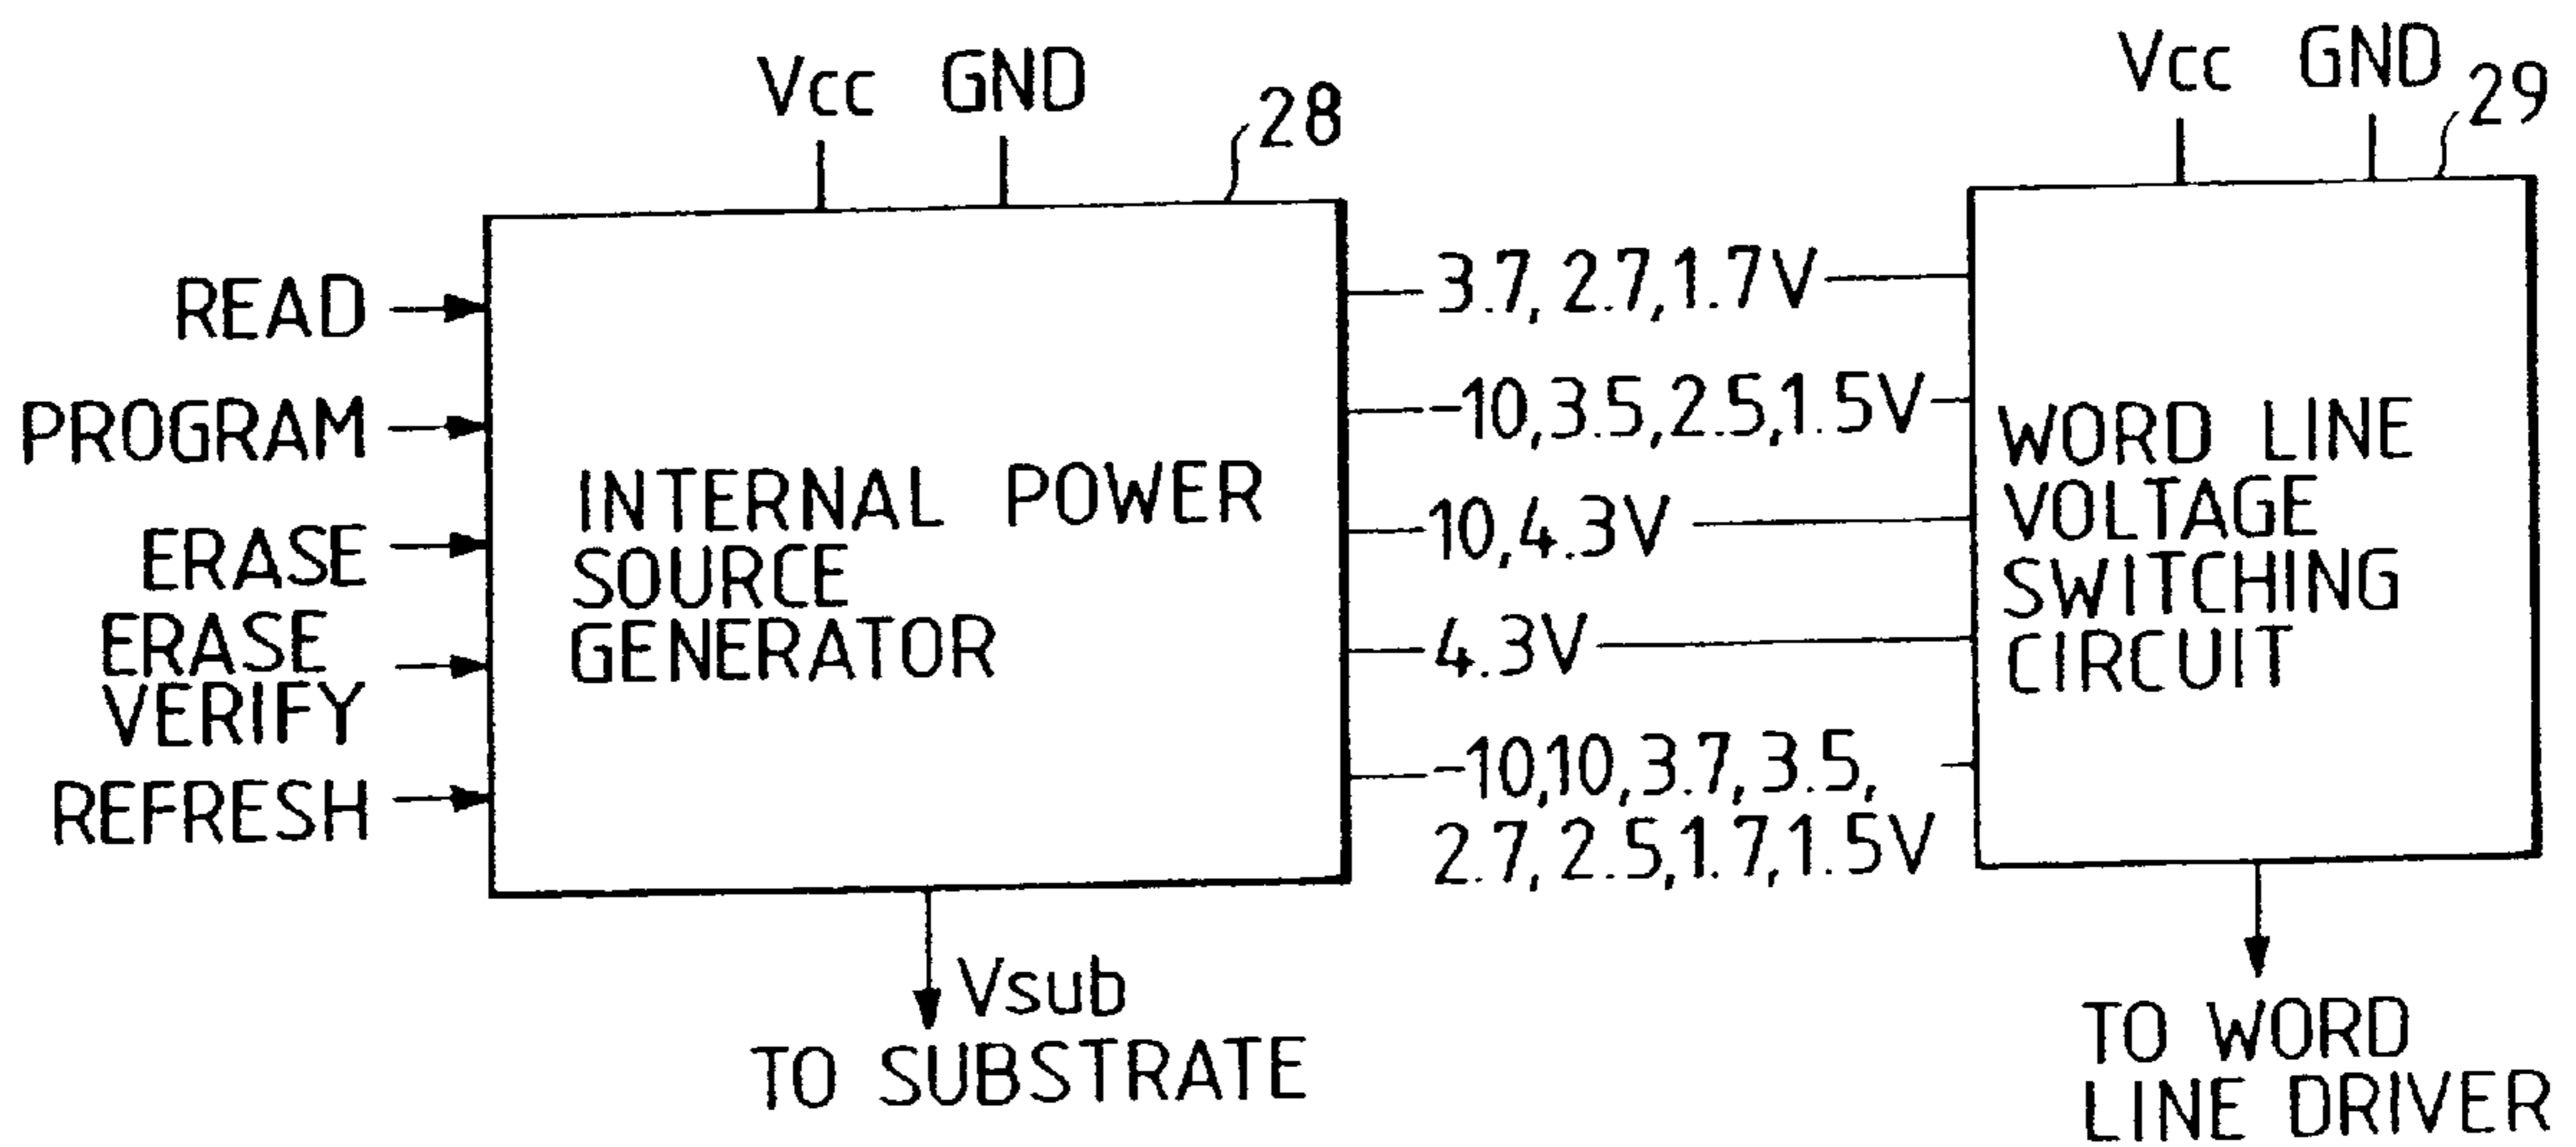 Vcc GND
28
Vcc GND
29
READ
PROGRAM
ERASE
ERASE
VERIFY
REFRESH
INTERNAL POWER
SOURCE
GENERATOR
3.7, 2.7, 1.7V
-10, 3.5, 2.5, 1.5V
10, 4.3V
4.3V
-10, 10, 3.7, 3.5,
2.7, 2.5, 1.7, 1.5V
WORD LINE
VOLTAGE
SWITCHING
CIRCUIT
Vsub
TO SUBSTRATE
TO WORD
LINE DRIVER